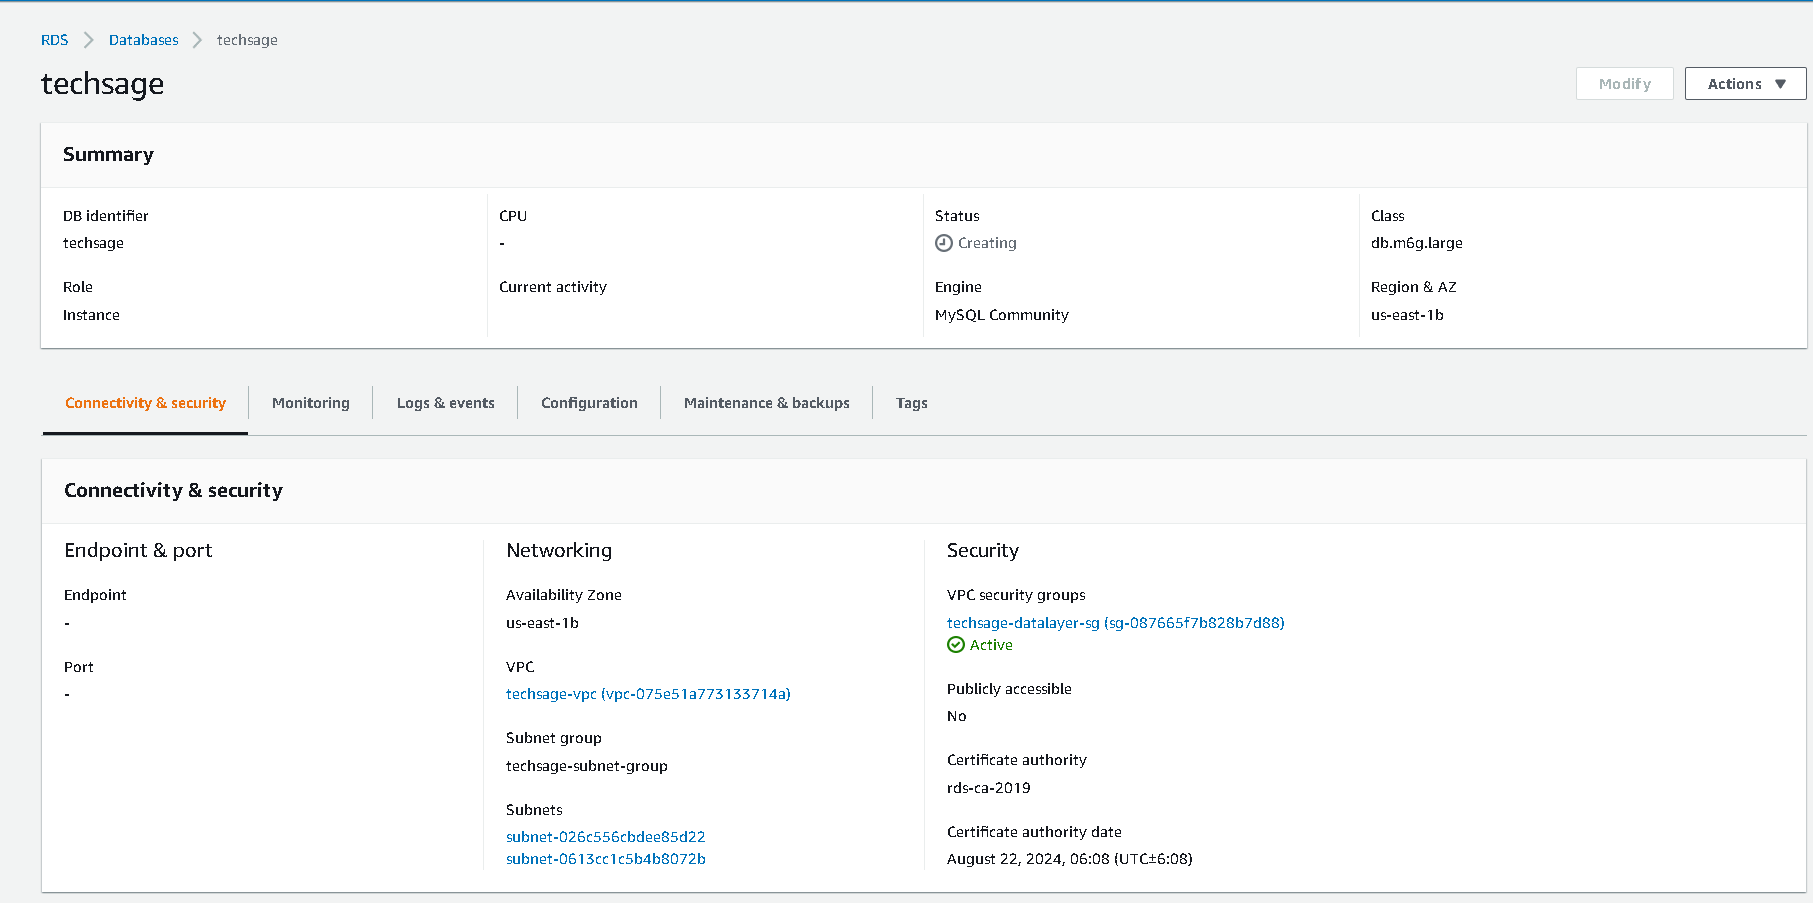 RDS Databases techsage
techsage
Modify Actions
Summary
DB identifier
techsage
Role
Instance
CPU
-
Current activity
Status
Creating
Engine
MySQL Community
Class
db.m6g.large
Region & AZ
us-east-1b
Connectivity & security Monitoring Logs & events Configuration Maintenance & backups Tags
Connectivity & security
Endpoint & port
Endpoint
-
Port
-
Networking
Availability Zone
us-east-1b
VPC
techsage-vpc (vpc-075e51a773133714a)
Subnet group
techsage-subnet-group
Subnets
subnet-026c556cbdee85d22
subnet-0613cc1c5b4b8072b
Security
VPC security groups
techsage-datalayer-sg (sg-087665f7b828b7d88)
Active
Publicly accessible
No
Certificate authority
rds-ca-2019
Certificate authority date
August 22, 2024, 06:08 (UTC±6:08)